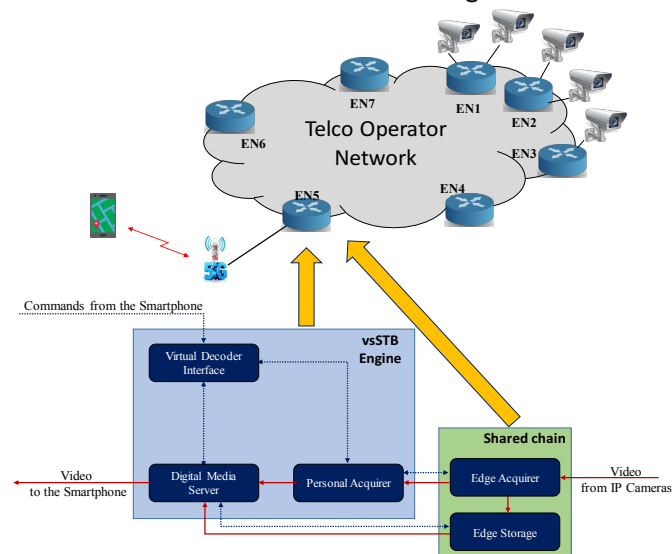 EN7
EN1
EN2
EN6
Telco Operator
Network
EN3
EN5
EN4
5G
Commands from the Smartphone
vsSTB
Engine
Virtual Decoder
Interface
Shared chain
Video
to the Smartphone
Digital Media
Server
Personal Acquirer
Edge Acquirer
Video
from IP Cameras
Edge Storage